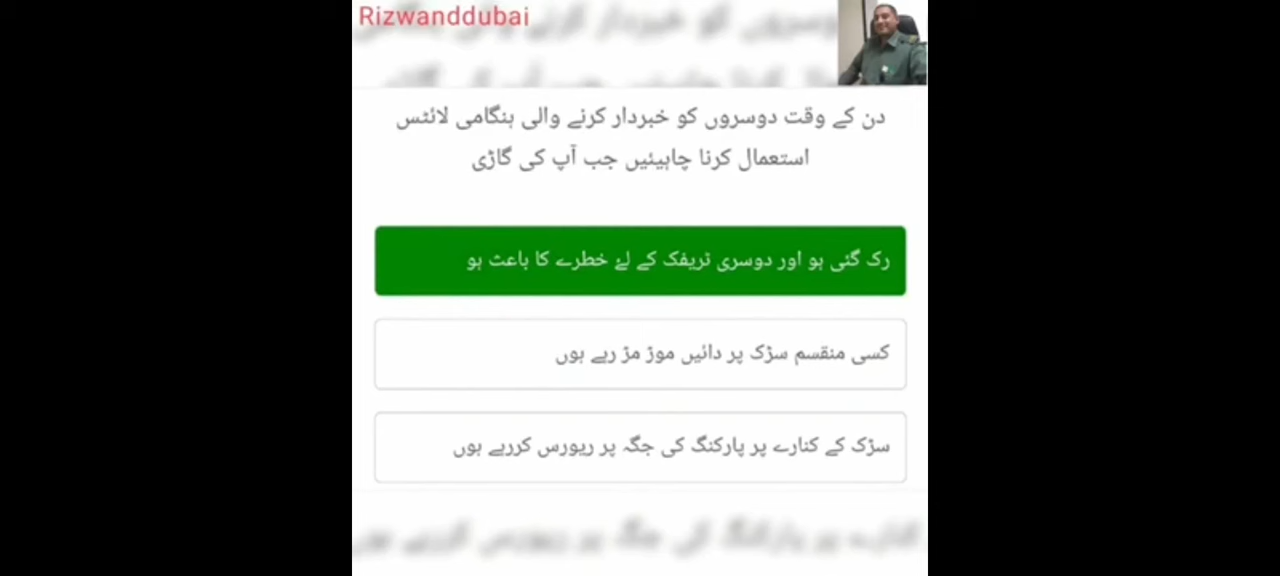 Rizwanddubai
دن کے وقت دوسروں کو خبردار کرنے والی ہنگامی لائٹس
استعمال کرنا چاہیئیں جب آپ کی گاڑی
رک گئی ہو اور دوسری ٹریفک کے لئے خطرے کا باعث ہو
کسی منقسم سڑک پر دائیں موڑ مڑ رہے ہوں
سڑک کے کنارے پر پارکنگ کی جگہ پر ریورس کررہے ہوں